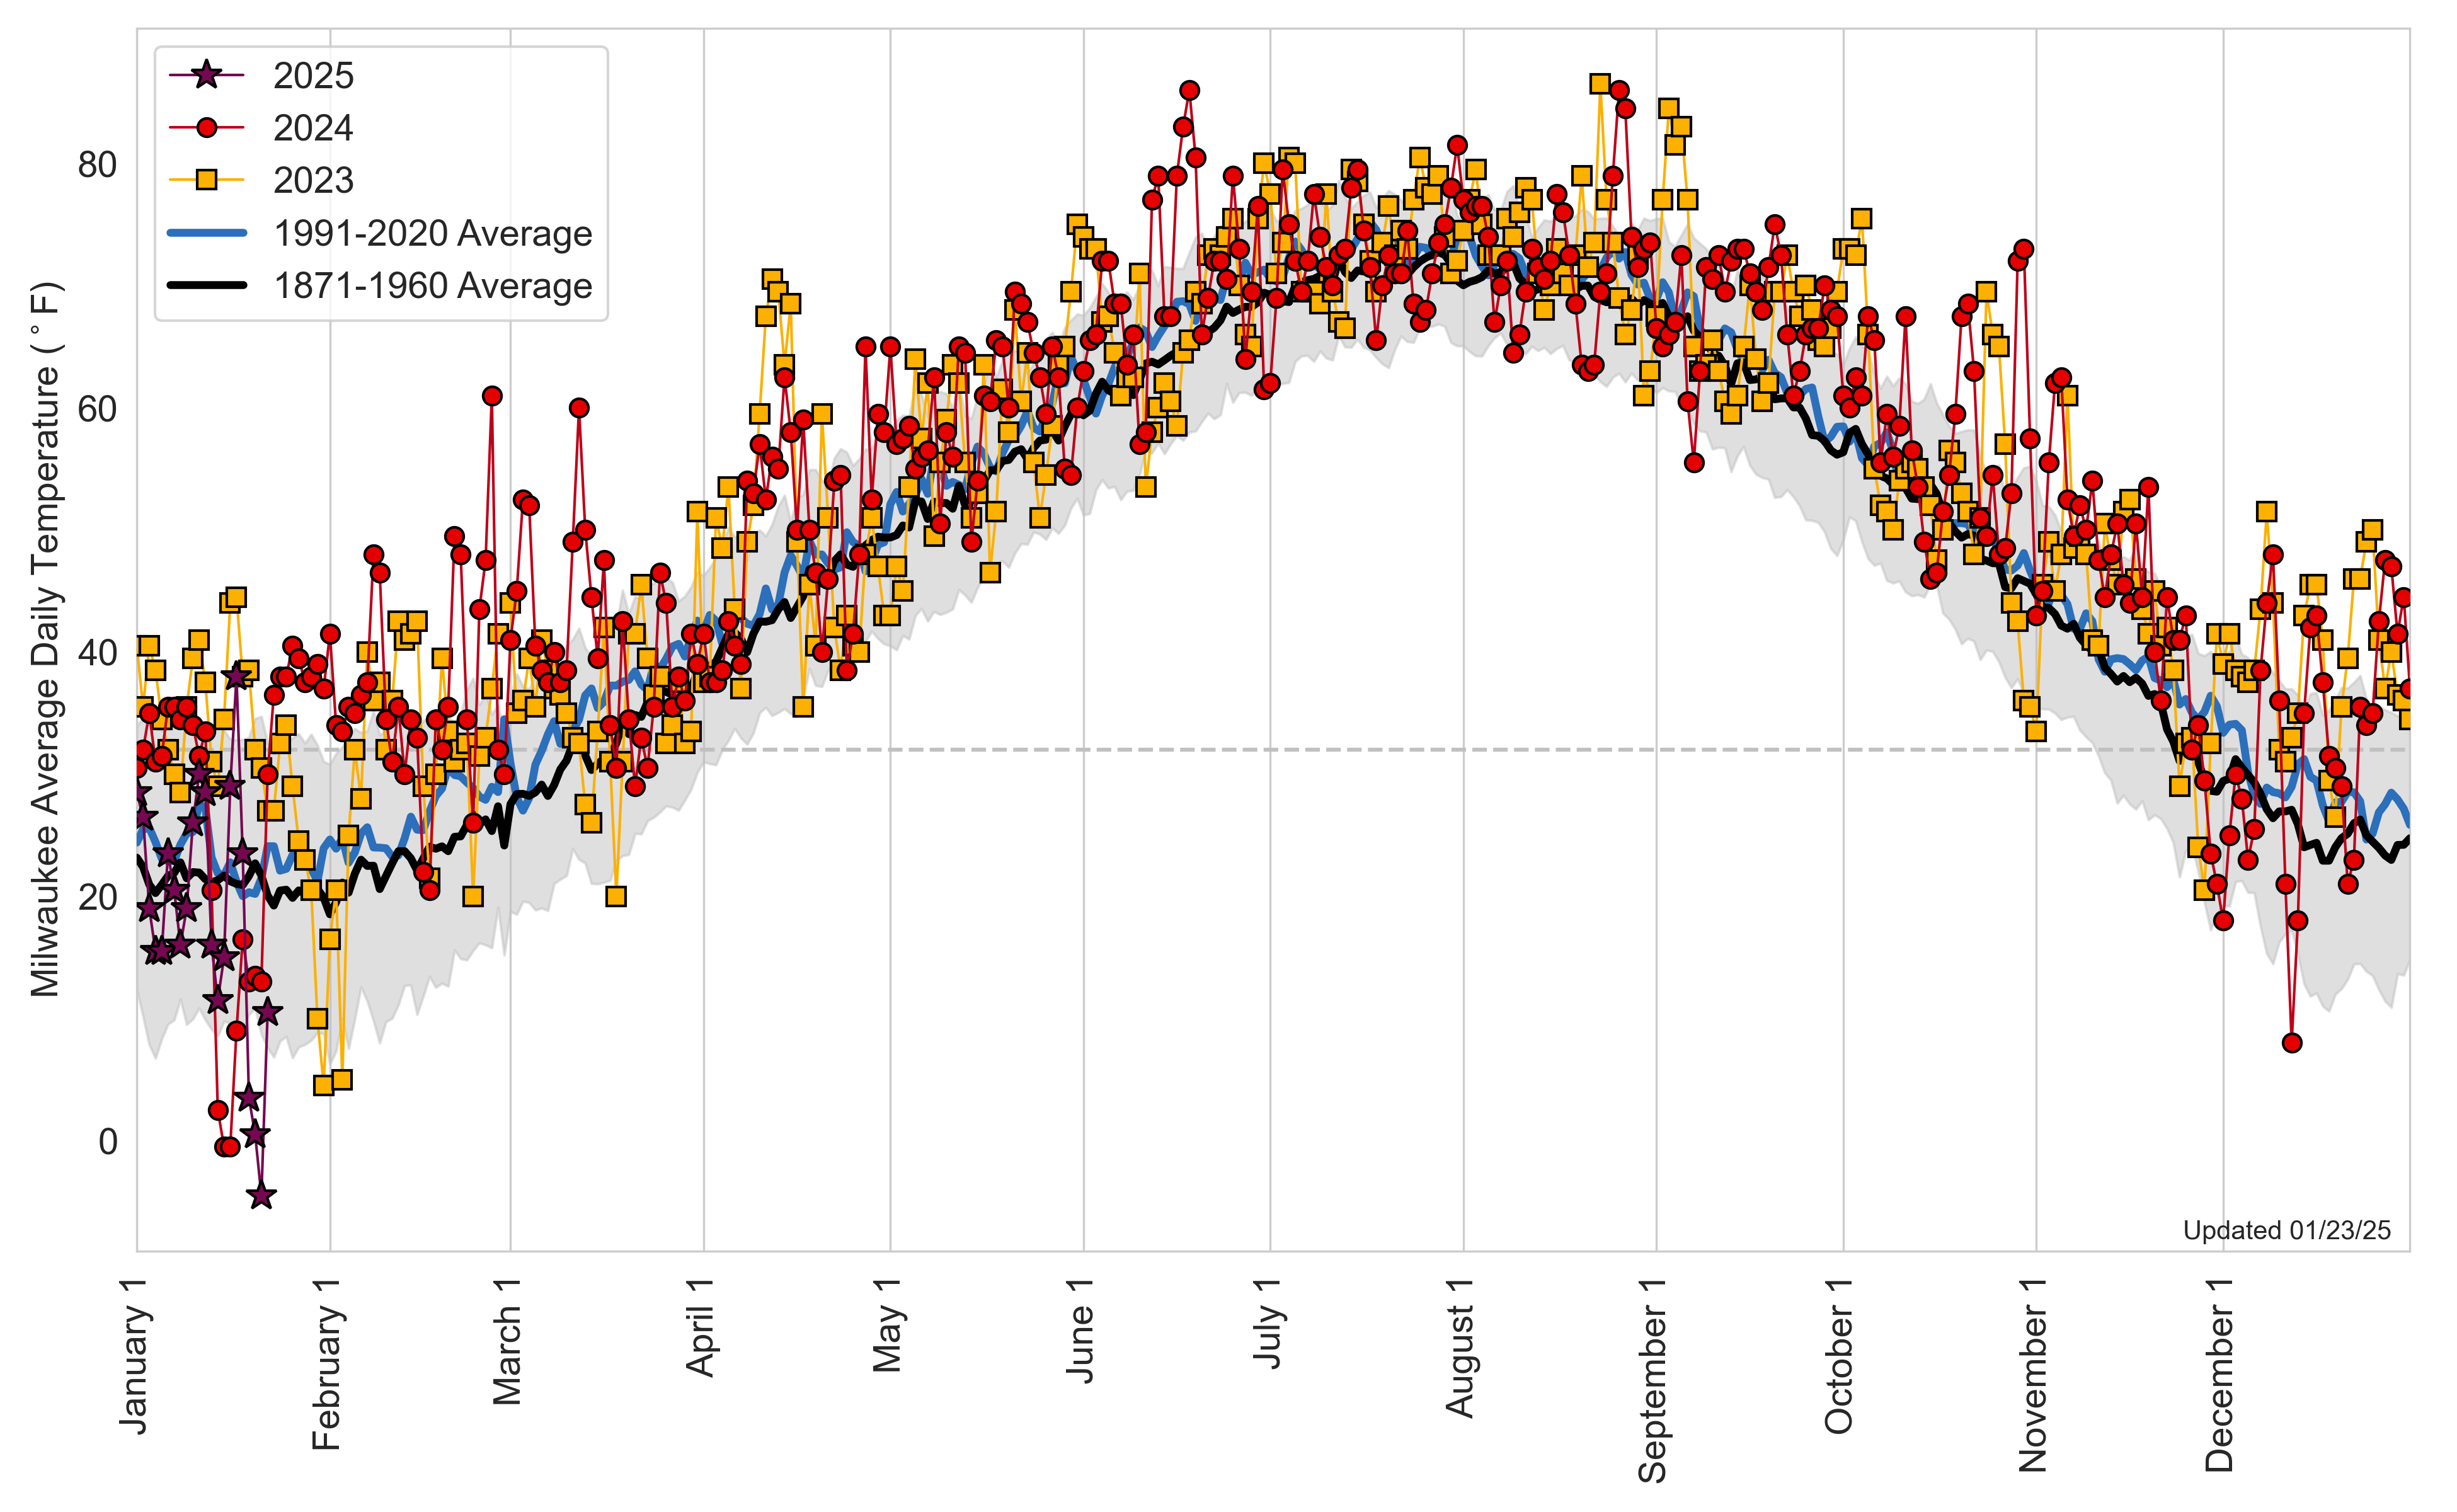 2025
2024
2023
1991-2020 Average
1871-1960 Average
Milwaukee Average Daily Temperature (°F)
80
60
40
20
0
Updated 01/23/25
January 1
February 1
March 1
April 1
May 1
June 1
July 1
August 1
September 1
October 1
November 1
December 1